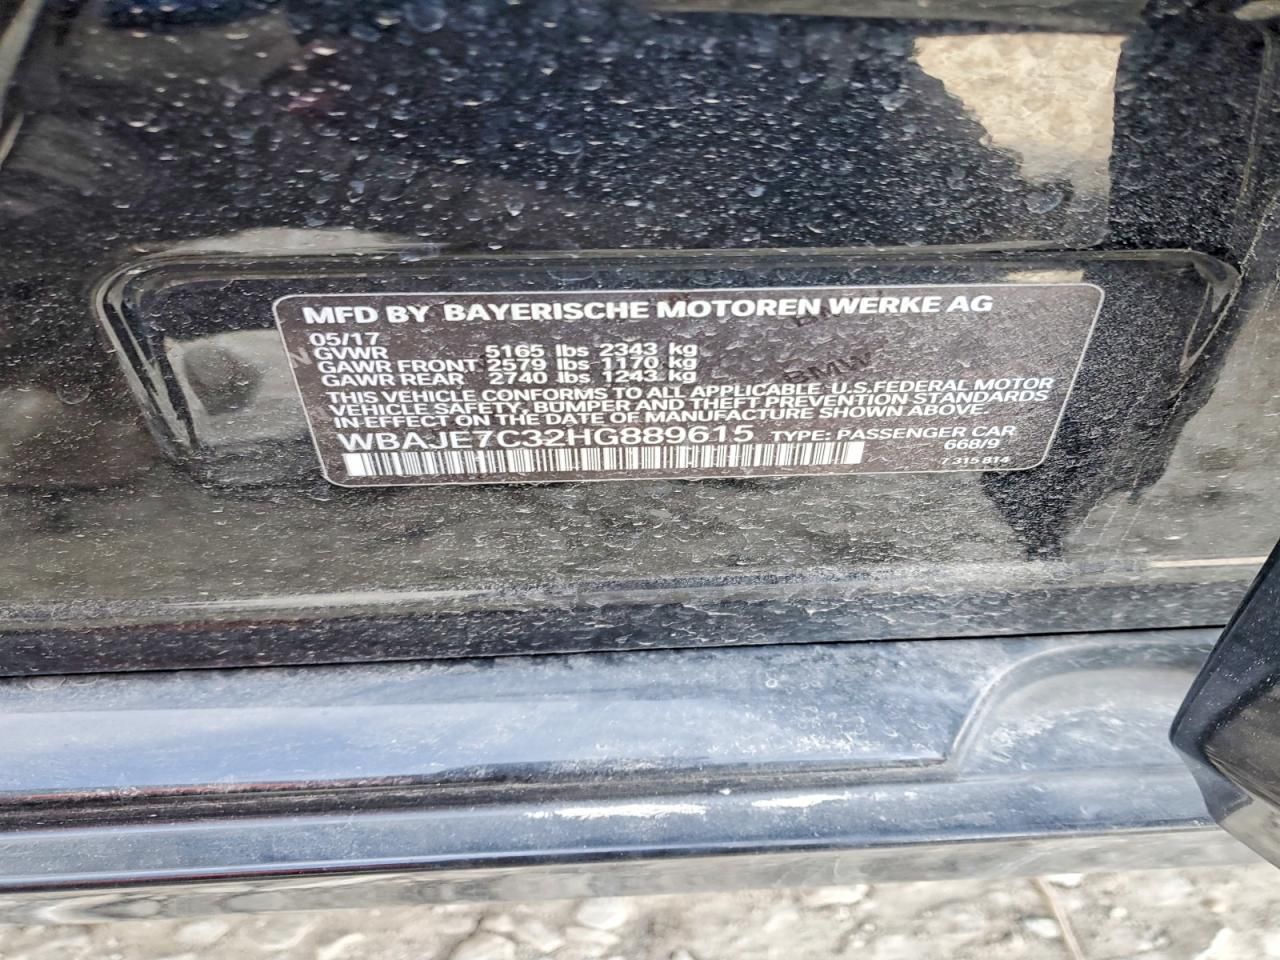 MFD BY BAYERISCHE MOTOREN WERKE AG
05/17
GVWR 5165 lbs 2343 kg
GAWR FRONT 2579 lbs 1170 kg
GAWR REAR 2740 lbs 1243 kg
THIS VEHICLE CONFORMS TO ALL APPLICABLE U.S.FEDERAL MOTOR
VEHICLE SAFETY, BUMPER AND THEFT PREVENTION STANDARDS
IN EFFECT ON THE DATE OF MANUFACTURE SHOWN ABOVE.
WBAJE7C32HG889615 TYPE: PASSENGER CAR
668/9
7 315 814
BMW